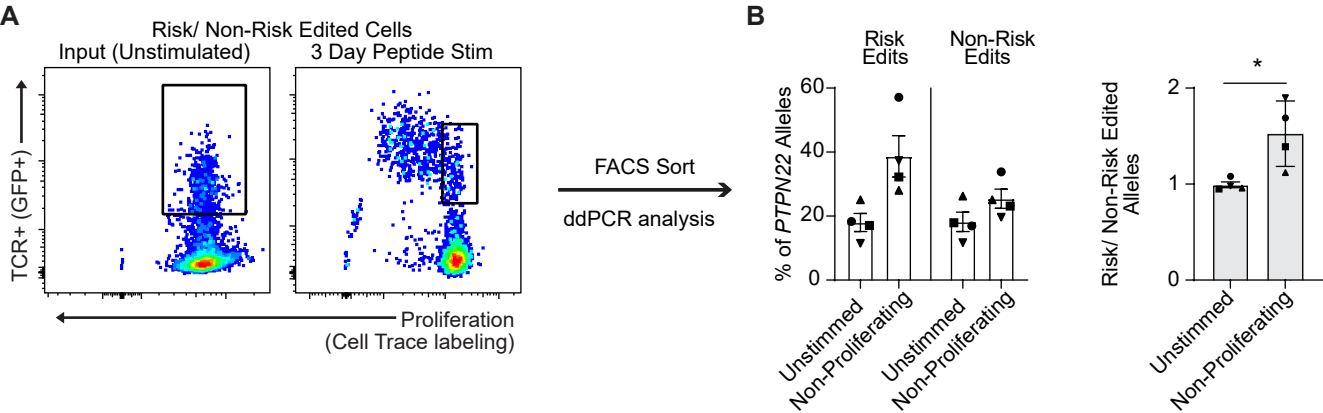 A
Risk/ Non-Risk Edited Cells
Input (Unstimulated)
3 Day Peptide Stim
TCR+ (GFP+)
Proliferation
(Cell Trace labeling)
FACS Sort
ddPCR analysis
B
Risk
Edits
Non-Risk
Edits
% of PTPN22 Alleles
60
40
20
0
Unstimmed
Non-Proliferating
Unstimmed
Non-Proliferating
Risk/ Non-Risk Edited
Alleles
2
1
0
*
Unstimmed
Non-Proliferating